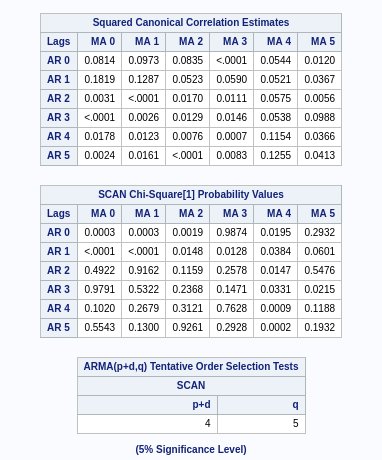 Squared Canonical Correlation Estimates
Lags MA 0 MA 1 MA 2 MA 3 MA 4 MA 5
AR 0 0.0814 0.0973 0.0835 <.0001 0.0544 0.0120
AR 1 0.1819 0.1287 0.0523 0.0590 0.0521 0.0367
AR 2 0.0031 <.0001 0.0170 0.0111 0.0575 0.0056
AR 3 <.0001 0.0026 0.0129 0.0146 0.0538 0.0988
AR 4 0.0178 0.0123 0.0076 0.0007 0.1154 0.0366
AR 5 0.0024 0.0161 <.0001 0.0083 0.1255 0.0413
SCAN Chi-Square[1] Probability Values
Lags MA 0 MA 1 MA 2 MA 3 MA 4 MA 5
AR 0 0.0003 0.0003 0.0019 0.9874 0.0195 0.2932
AR 1 <.0001 <.0001 0.0148 0.0128 0.0384 0.0601
AR 2 0.4922 0.9162 0.1159 0.2578 0.0147 0.5476
AR 3 0.9791 0.5322 0.2368 0.1471 0.0331 0.0215
AR 4 0.1020 0.2679 0.3121 0.7628 0.0009 0.1188
AR 5 0.5543 0.1300 0.9261 0.2928 0.0002 0.1932
ARMA(p+d,q) Tentative Order Selection Tests
SCAN
p+d q
4 5
(5% Significance Level)